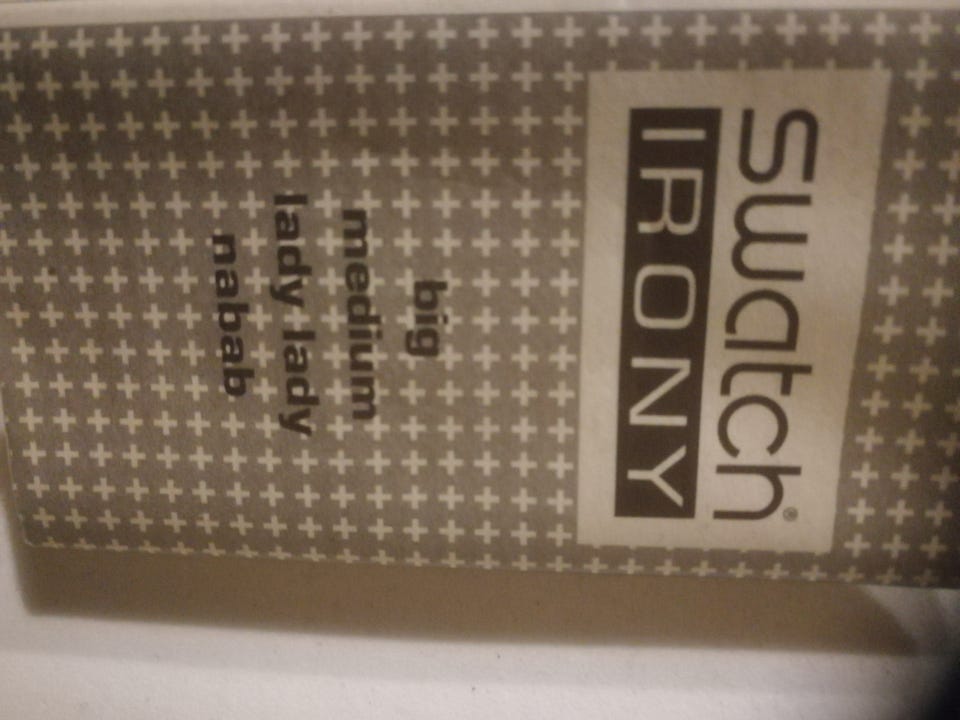 swatch®
IRONY
big
medium
lady lady
nabab